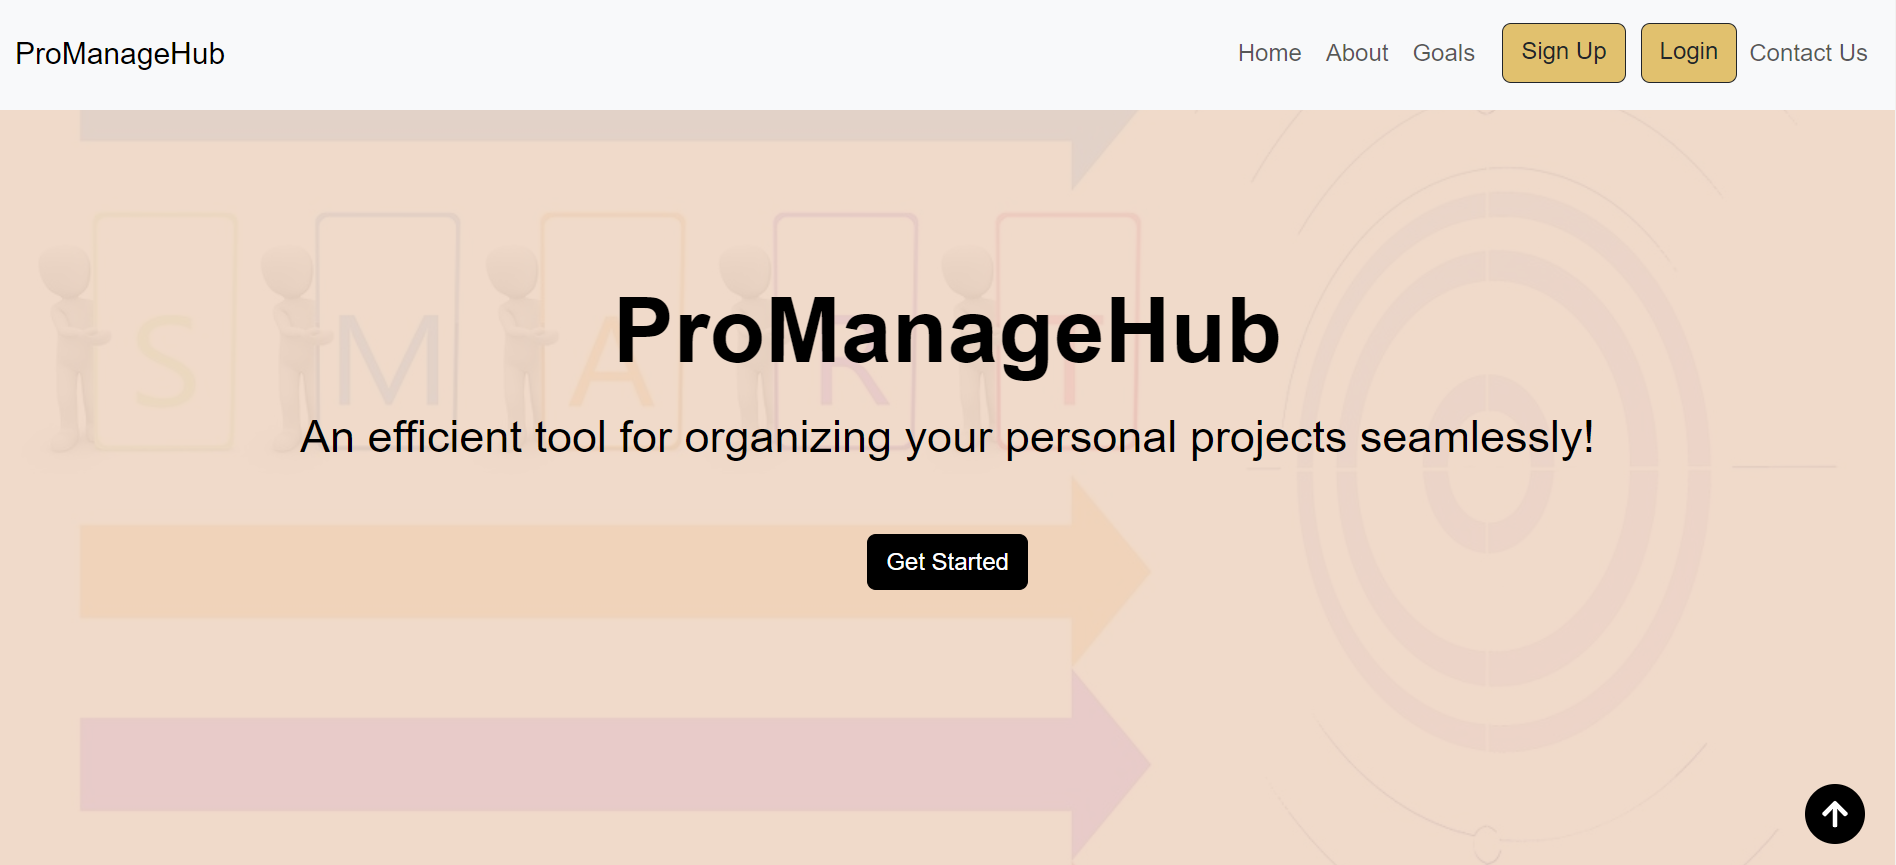 ProManageHub
Home About Goals Sign Up Login Contact Us
S M A R T
ProManageHub
An efficient tool for organizing your personal projects seamlessly!
Get Started